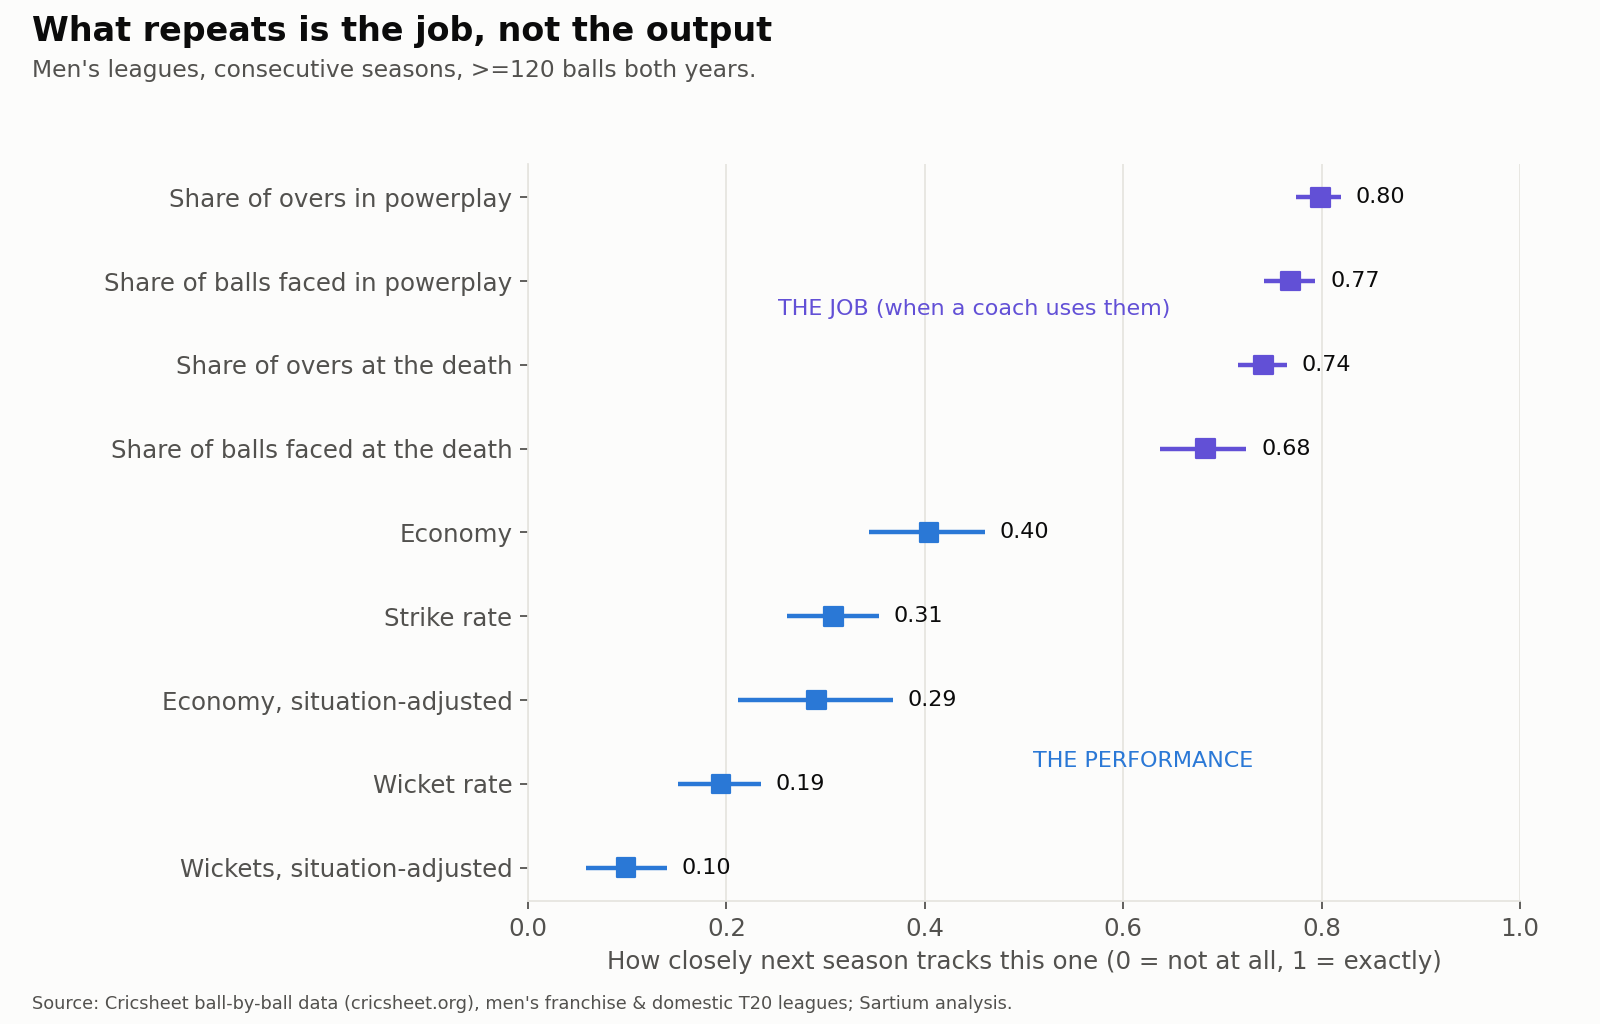 What repeats is the job, not the output
Men's leagues, consecutive seasons, >=120 balls both years.
Share of overs in powerplay 0.80
Share of balls faced in powerplay 0.77
THE JOB (when a coach uses them)
Share of overs at the death 0.74
Share of balls faced at the death 0.68
Economy 0.40
Strike rate 0.31
Economy, situation-adjusted 0.29
THE PERFORMANCE
Wicket rate 0.19
Wickets, situation-adjusted 0.10
0.0 0.2 0.4 0.6 0.8 1.0
How closely next season tracks this one (0 = not at all, 1 = exactly)
Source: Cricsheet ball-by-ball data (cricsheet.org), men's franchise & domestic T20 leagues; Sartium analysis.